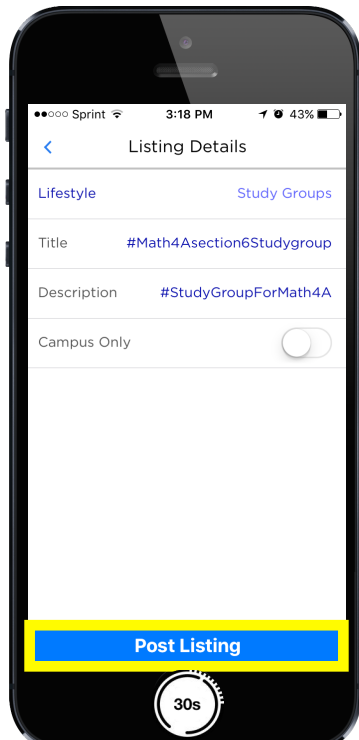 Sprint 3:18 PM 43%
Listing Details
Lifestyle Study Groups
Title #Math4Asection6Studygroup
Description #StudyGroupForMath4A
Campus Only
Post Listing
30s